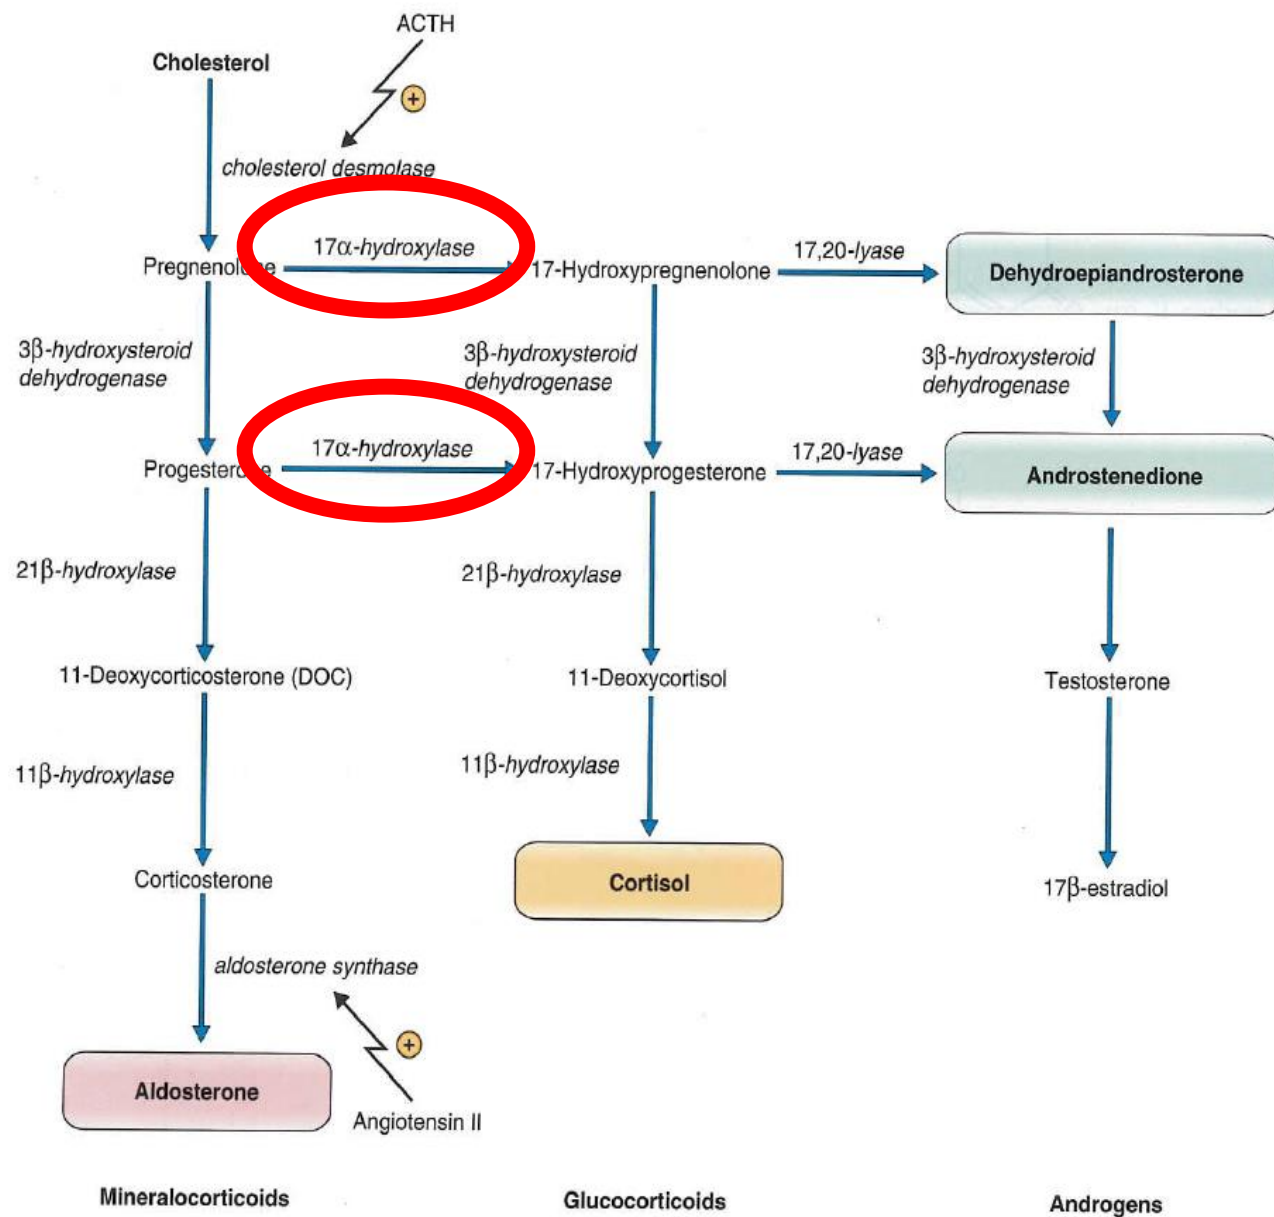 ACTH
Cholesterol
cholesterol desmolase
17α-hydroxylase
17,20-lyase
Pregnenolone
17-Hydroxypregnenolone
Dehydroepiandrosterone
3β-hydroxysteroid
dehydrogenase
3β-hydroxysteroid
dehydrogenase
3β-hydroxysteroid
dehydrogenase
17α-hydroxylase
17,20-lyase
Progesterone
17-Hydroxyprogesterone
Androstenedione
21β-hydroxylase
21β-hydroxylase
11-Deoxycorticosterone (DOC)
11-Deoxycortisol
Testosterone
11β-hydroxylase
11β-hydroxylase
Corticosterone
Cortisol
17β-estradiol
aldosterone synthase
Aldosterone
Angiotensin II
Mineralocorticoids
Glucocorticoids
Androgens